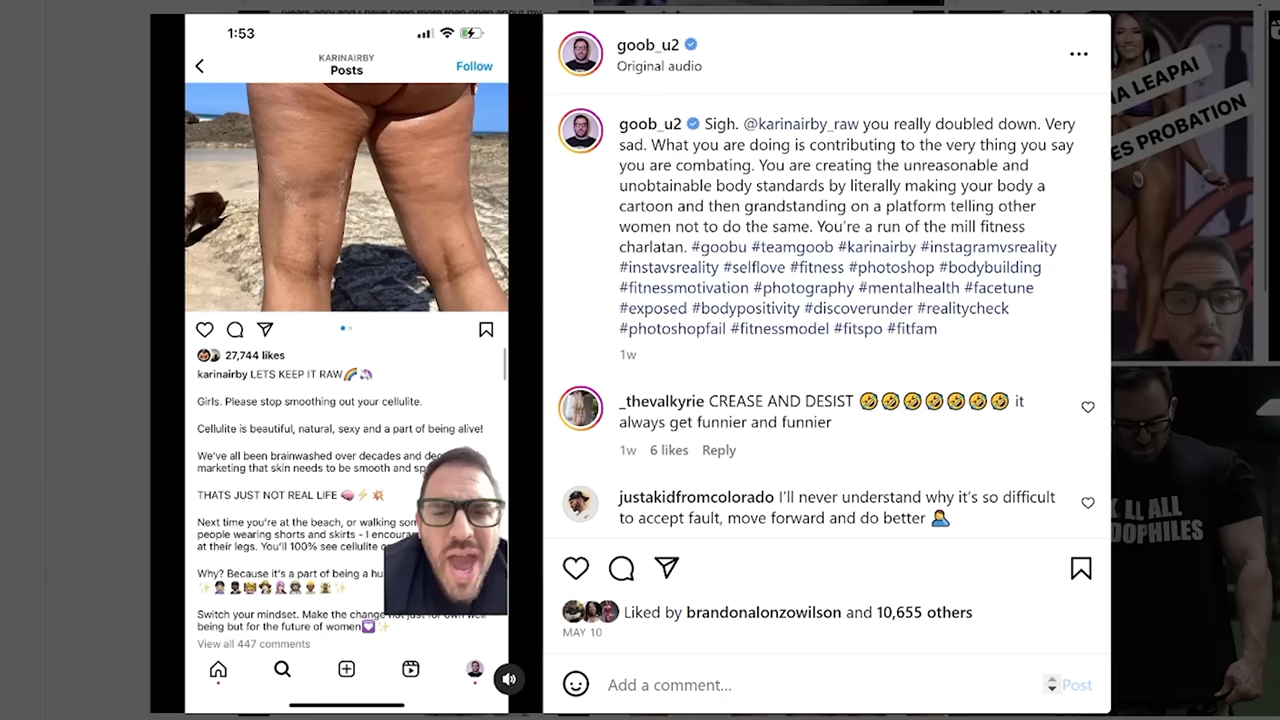 1:53
KARINAIRBY
Posts
Follow
27,744 likes
karinairby LETS KEEP IT RAW🌈🦄
Girls. Please stop smoothing out your cellulite.
Cellulite is beautiful, natural, sexy and a part of being alive!
We've all been brainwashed over decades and
marketing that skin needs to be smooth and
THATS JUST NOT REAL LIFE 🧠⚡💥
Next time you're at the beach, or walking
people wearing shorts and skirts - I
at their legs. You'll 100% see cellulite
Why? Because it's a part of being a
Switch your mindset. Make the change not just for own well
being but for the future of women💟✨
View all 447 comments
goob_u2
Original audio
goob_u2 Sigh. @karinairby_raw you really doubled down. Very
sad. What you are doing is contributing to the very thing you say
you are combating. You are creating the unreasonable and
unobtainable body standards by literally making your body a
cartoon and then grandstanding on a platform telling other
women not to do the same. You're a run of the mill fitness
charlatan. #goobu #teamgoob #karinairby #instagramvsreality
#instavsreality #selflove #fitness #photoshop #bodybuilding
#fitnessmotivation #photography #mentalhealth #facetune
#exposed #bodypositivity #discoverunder #realitycheck
#photoshopfail #fitnessmodel #fitspo #fitfam
1w
_thevalkyrie CREASE AND DESIST 🤣🤣🤣🤣🤣🤣🤣 it
always get funnier and funnier
1w 6 likes Reply
justakidfromcolorado I'll never understand why it's so difficult
to accept fault, move forward and do better 🤦‍♂️
Liked by brandonalonzowilson and 10,655 others
MAY 10
Add a comment...
Post
LEAPAI
PROBATION
ALL